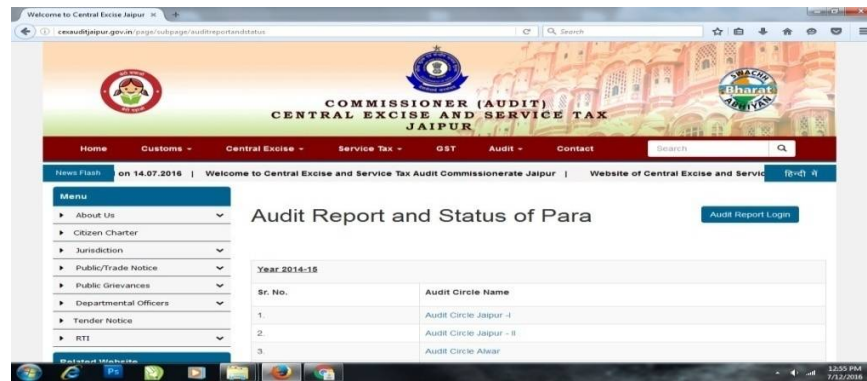 Welcome to Central Excise Jaipur
cexauditjaipur.gov.in/page/subpage/auditreportandstatus
Search
COMMISSIONER (AUDIT)
CENTRAL EXCISE AND SERVICE TAX
JAIPUR
SWACHH
Bharat
ABHIYAN
Home Customs Central Excise Service Tax GST Audit Contact Search
News Flash on 14.07.2016 | Welcome to Central Excise and Service Tax Audit Commissionerate Jaipur | Website of Central Excise and Servic हिन्दी में
Menu
About Us
Citizen Charter
Jurisdiction
Public/Trade Notice
Public Grievances
Departmental Officers
Tender Notice
RTI
Related Website
Audit Report and Status of Para
Audit Report Login
Year 2014-15
Sr. No. Audit Circle Name
1. Audit Circle Jaipur -I
2. Audit Circle Jaipur - II
3. Audit Circle Alwar
Ps
12:55 PM
7/12/2016